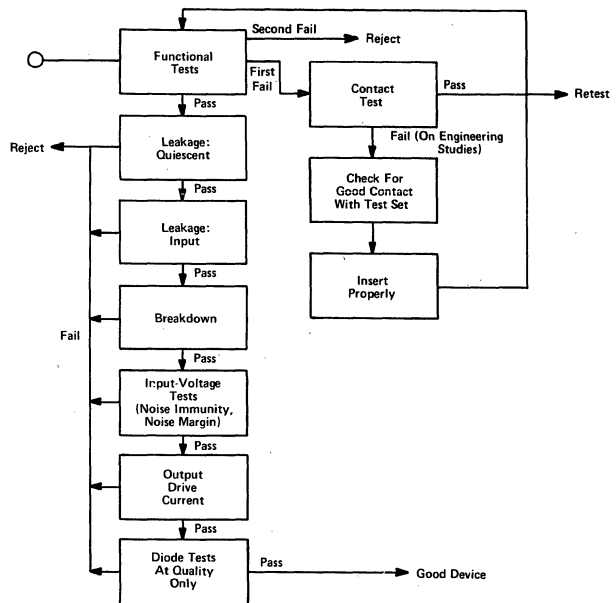 Second Fail
Reject
Functional
Tests
First
Fail
Contact
Test
Pass
Retest
Pass
Fail (On Engineering
Studies)
Reject
Leakage:
Quiescent
Check For
Good Contact
With Test Set
Pass
Leakage:
Input
Insert
Properly
Pass
Breakdown
Fail
Pass
Input-Voltage
Tests
(Noise Immunity,
Noise Margin)
Pass
Output
Drive
Current
Pass
Diode Tests
At Quality
Only
Pass
Good Device